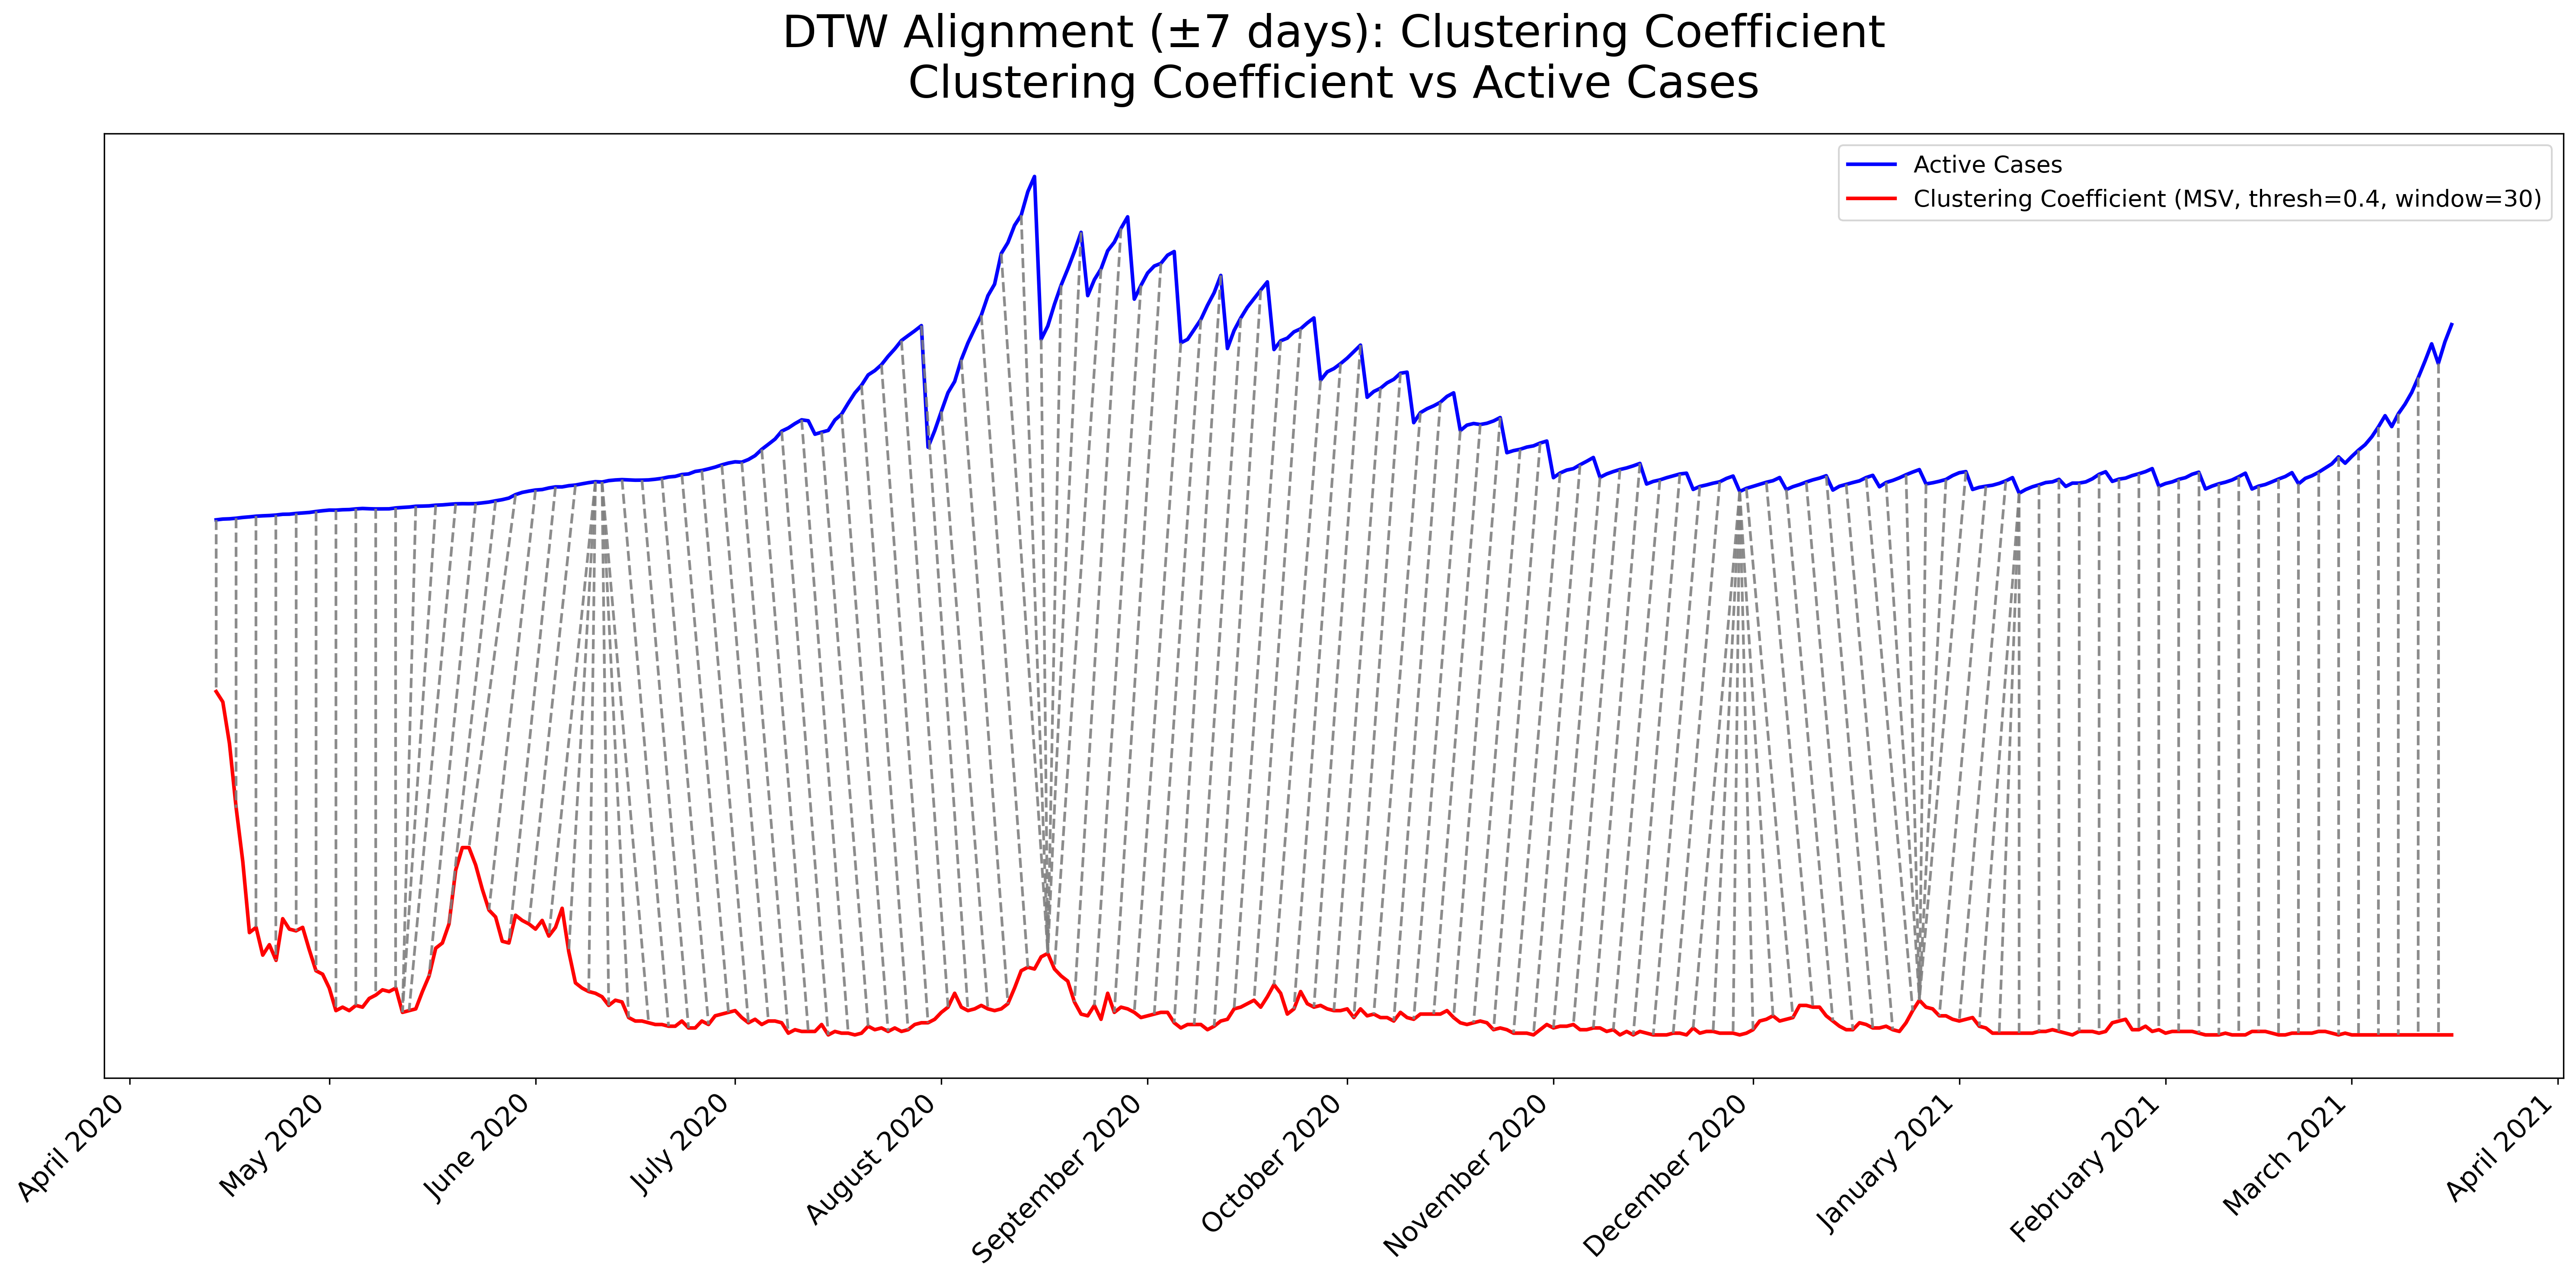 DTW Alignment (±7 days): Clustering Coefficient
Clustering Coefficient vs Active Cases
Active Cases
Clustering Coefficient (MSV, thresh=0.4, window=30)
April 2020
May 2020
June 2020
July 2020
August 2020
September 2020
October 2020
November 2020
December 2020
January 2021
February 2021
March 2021
April 2021